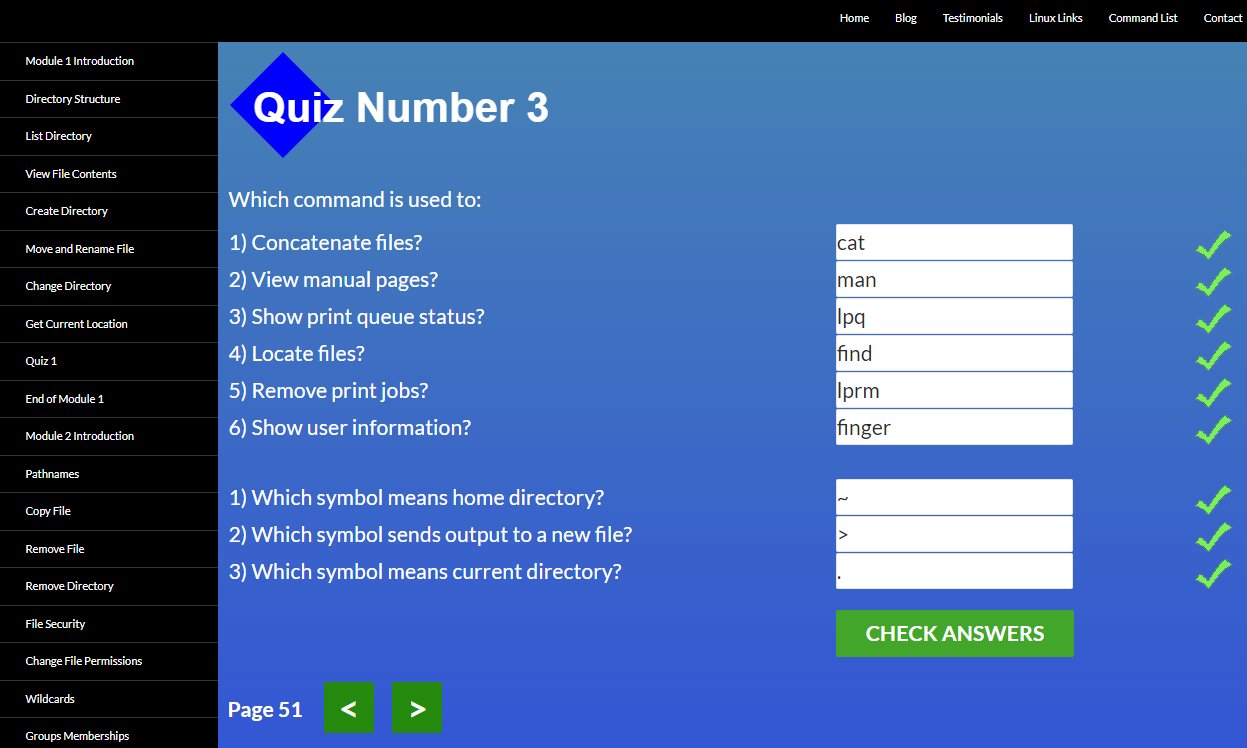 Home Blog Testimonials Linux Links Command List Contact
Module 1 Introduction
Directory Structure
List Directory
View File Contents
Create Directory
Move and Rename File
Change Directory
Get Current Location
Quiz 1
End of Module 1
Module 2 Introduction
Pathnames
Copy File
Remove File
Remove Directory
File Security
Change File Permissions
Wildcards
Groups Memberships
Quiz Number 3
Which command is used to:
1) Concatenate files? cat
2) View manual pages? man
3) Show print queue status? lpq
4) Locate files? find
5) Remove print jobs? lprm
6) Show user information? finger
1) Which symbol means home directory? ~
2) Which symbol sends output to a new file? >
3) Which symbol means current directory? .
CHECK ANSWERS
Page 51 < >